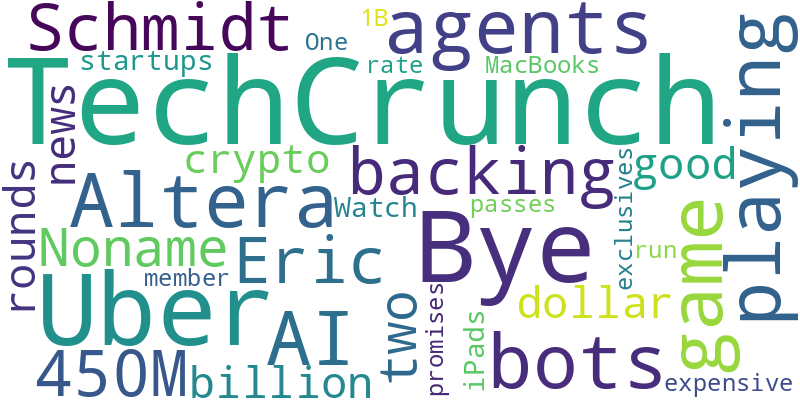 Schmidt
One
1B
agents
startups
rate
MacBooks
TechCrunch
playing
news
crypto
backing
good
rounds
Altera
Watch
passes
exclusives
Bye
game
Noname
Eric
run
member
Uber
AI
two
promises
iPads
dollar
bots
450M
billion
expensive